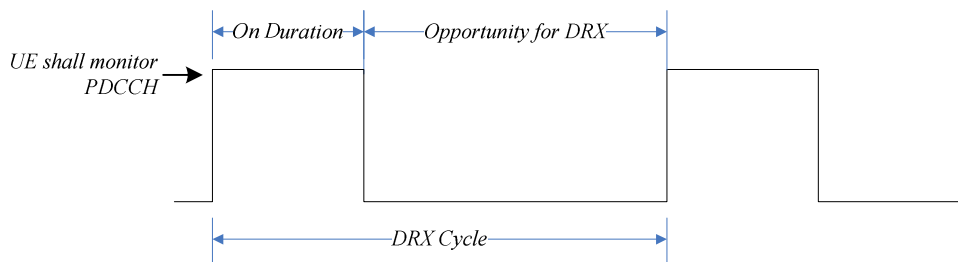 On Duration
Opportunity for DRX
UE shall monitor
PDCCH
DRX Cycle